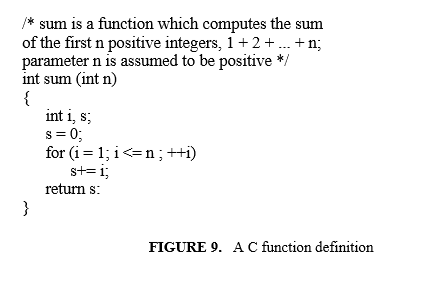 /* sum is a function which computes the sum
of the first n positive integers, 1 + 2 + ... + n;
parameter n is assumed to be positive */
int sum (int n)
{
int i, s;
s = 0;
for (i = 1; i <= n ; ++i)
s+= i;
return s:
}
FIGURE 9. A C function definition